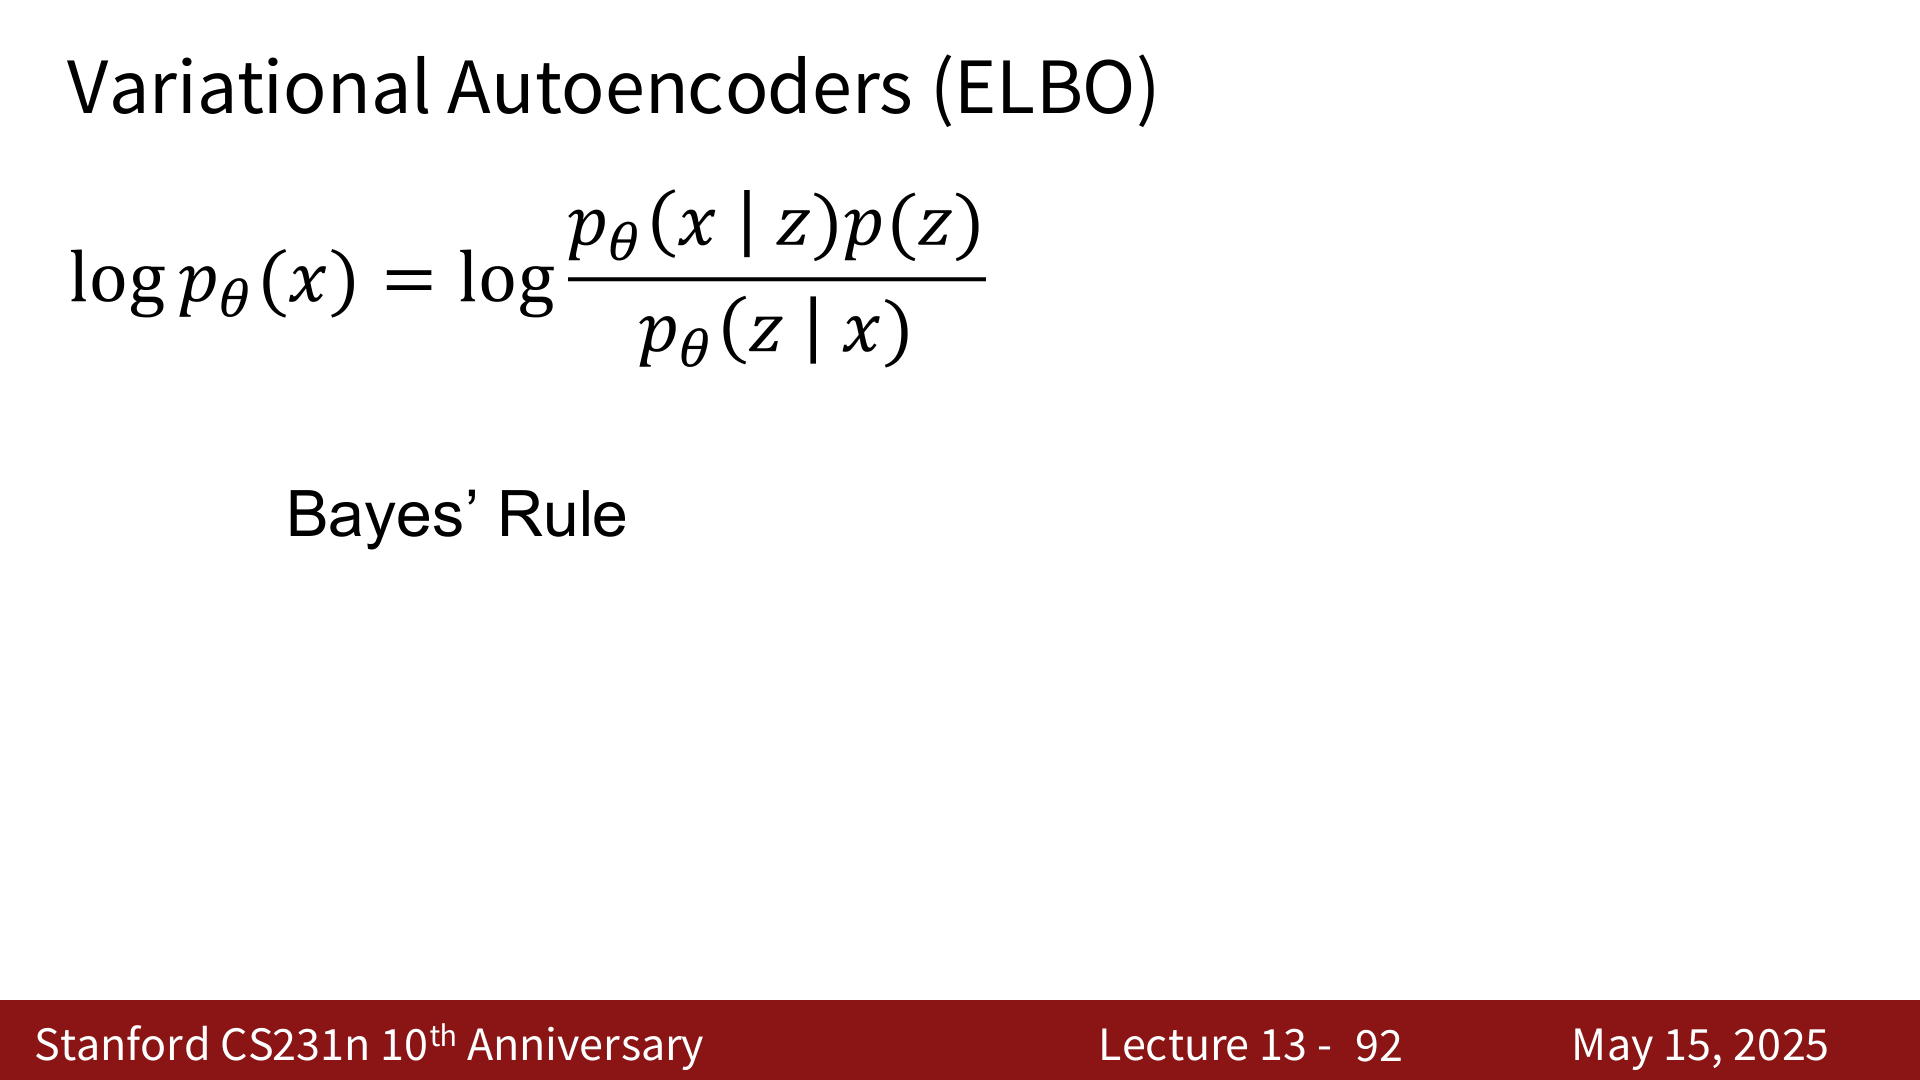 Variational Autoencoders (ELBO)
log p_θ(x) = log \frac{p_θ(x | z)p(z)}{p_θ(z | x)}
Bayes’ Rule
Stanford CS231n 10th Anniversary Lecture 13 - 92 May 15, 2025